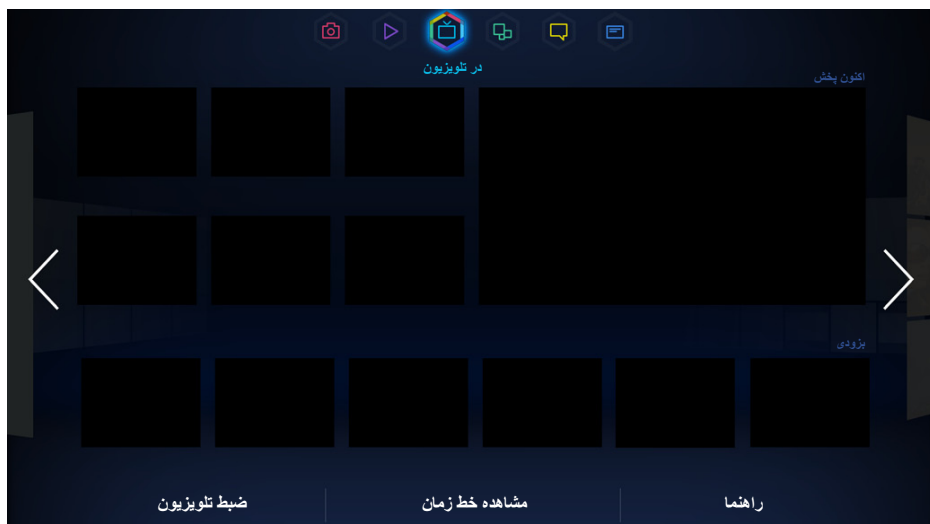 در تلویزیون
اکنون پخش
بزودی
راهنما
مشاهده خط زمان
ضبط تلویزیون